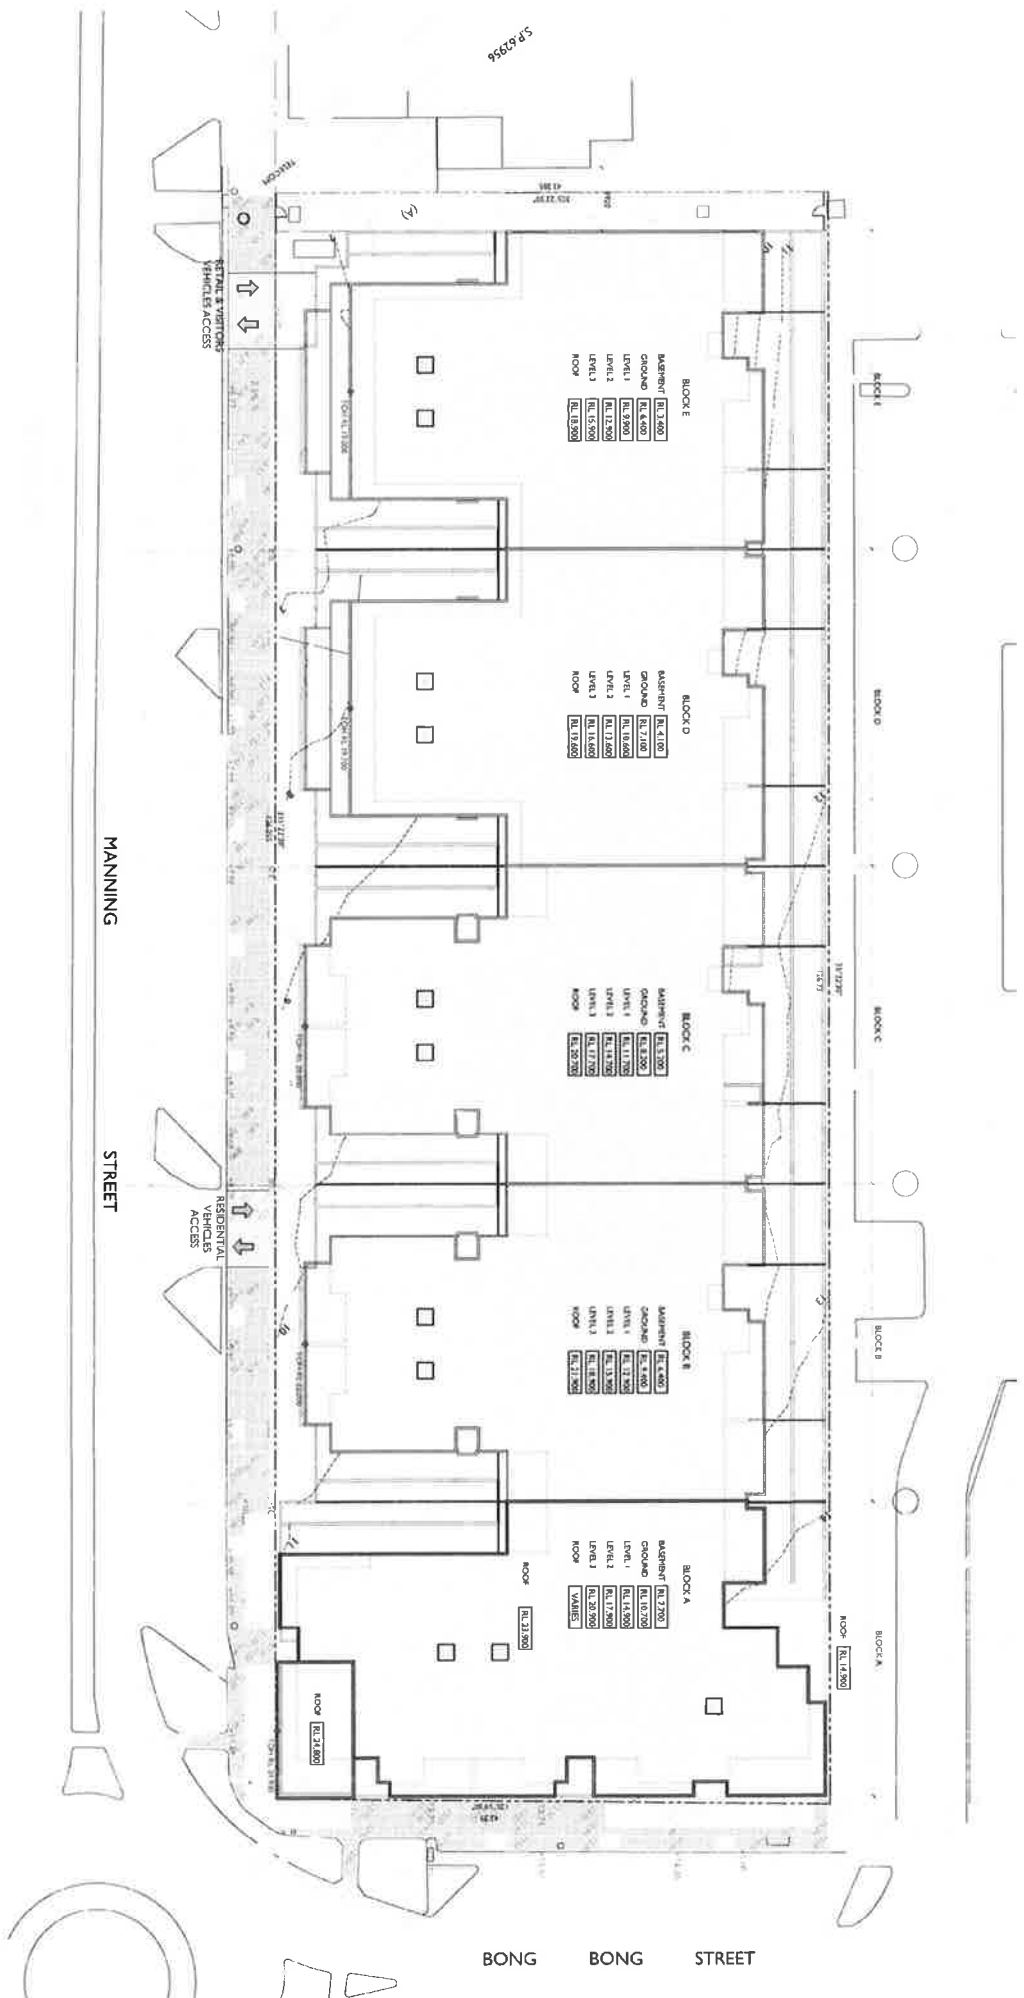 S.P.62956
TELECOM
(A)
RETAIL & VISITORS
VEHICLES ACCESS
BLOCK E
BASEMENT RL 3.400
GROUND RL 6.400
LEVEL 1 RL 9.900
LEVEL 2 RL 12.900
LEVEL 3 RL 15.900
ROOF RL 18.900
BLOCK E
BLOCK D
BASEMENT RL 4.100
GROUND RL 7.100
LEVEL 1 RL 10.600
LEVEL 2 RL 13.600
LEVEL 3 RL 16.600
ROOF RL 19.600
BLOCK D
MANNING STREET
BLOCK C
BASEMENT RL 5.200
GROUND RL 8.200
LEVEL 1 RL 11.700
LEVEL 2 RL 14.700
LEVEL 3 RL 17.700
ROOF RL 20.700
BLOCK C
RESIDENTIAL
VEHICLES
ACCESS
BLOCK B
BASEMENT RL 6.400
GROUND RL 9.400
LEVEL 1 RL 12.900
LEVEL 2 RL 15.900
LEVEL 3 RL 18.900
ROOF RL 21.900
BLOCK B
BLOCK A
BASEMENT RL 7.700
GROUND RL 10.700
LEVEL 1 RL 14.900
LEVEL 2 RL 17.900
LEVEL 3 RL 20.900
ROOF VARIES
ROOF RL 23.900
BLOCK A
ROOF RL 14.900
ROOF RL 24.800
BONG BONG STREET